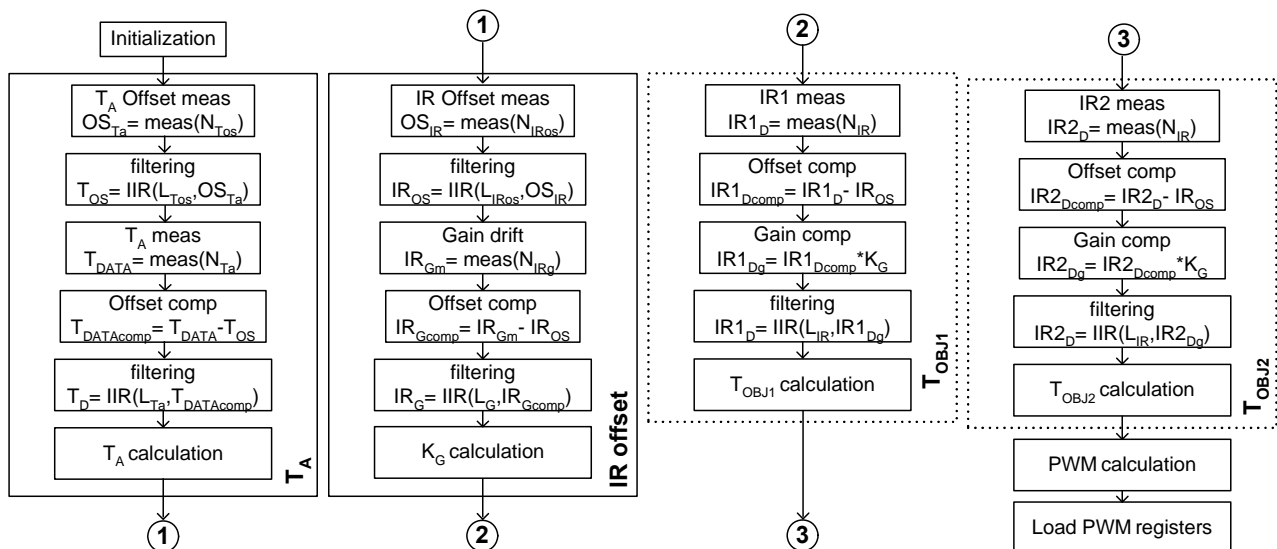 Initialization
T_A Offset meas
OS_Ta= meas(N_Tos)
filtering
T_OS= IIR(L_Tos,OS_Ta)
T_A meas
T_DATA= meas(N_Ta)
Offset comp
T_DATAcomp= T_DATA-T_OS
filtering
T_D= IIR(L_Ta,T_DATAcomp)
T_A calculation
T_A
1
1
IR Offset meas
OS_IR= meas(N_IRos)
filtering
IR_OS= IIR(L_IRos,OS_IR)
Gain drift
IR_Gm= meas(N_IRg)
Offset comp
IR_Gcomp= IR_Gm- IR_OS
filtering
IR_G= IIR(L_G,IR_Gcomp)
K_G calculation
IR offset
2
2
IR1 meas
IR1_D= meas(N_IR)
Offset comp
IR1_Dcomp= IR1_D- IR_OS
Gain comp
IR1_Dg= IR1_Dcomp*K_G
filtering
IR1_D= IIR(L_IR,IR1_Dg)
T_OBJ1 calculation
T_OBJ1
3
3
IR2 meas
IR2_D= meas(N_IR)
Offset comp
IR2_Dcomp= IR2_D- IR_OS
Gain comp
IR2_Dg= IR2_Dcomp*K_G
filtering
IR2_D= IIR(L_IR,IR2_Dg)
T_OBJ2 calculation
T_OBJ2
PWM calculation
Load PWM registers